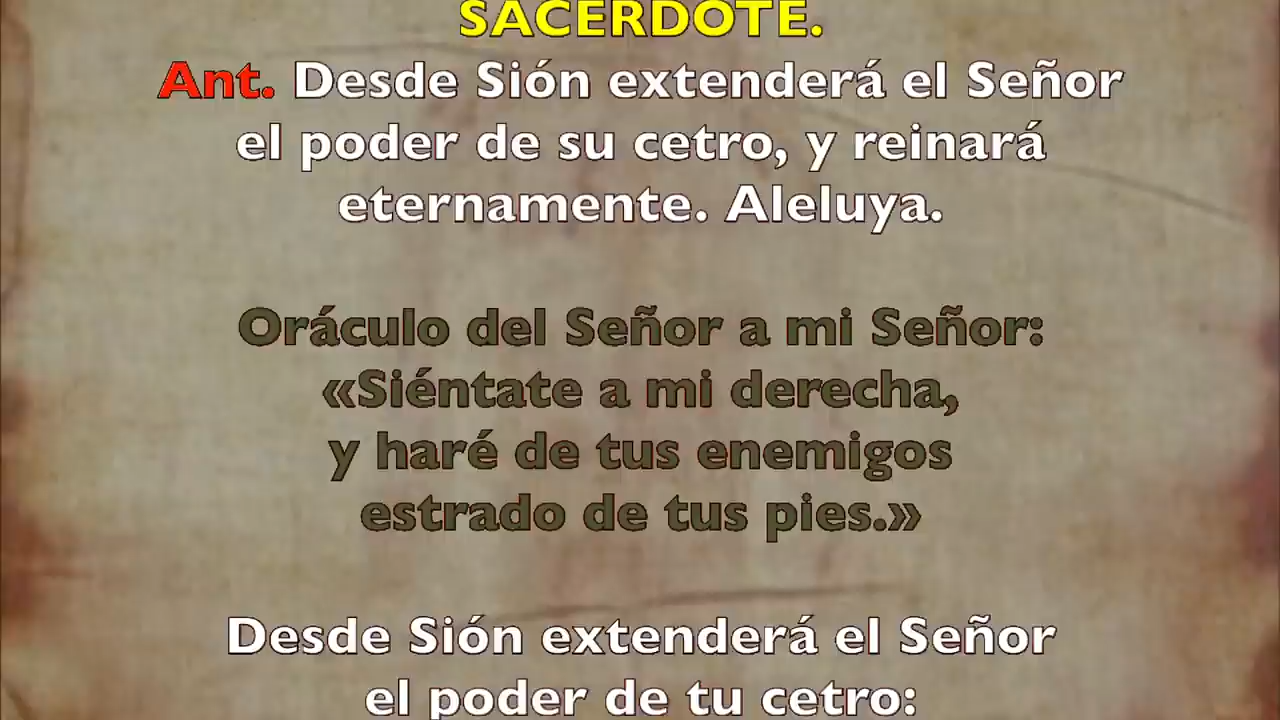 SACERDOTE.
Ant. Desde Sión extenderá el Señor
el poder de su cetro, y reinará
eternamente. Aleluya.
Oráculo del Señor a mi Señor:
«Siéntate a mi derecha,
y haré de tus enemigos
estrado de tus pies.»
Desde Sión extenderá el Señor
el poder de tu cetro: